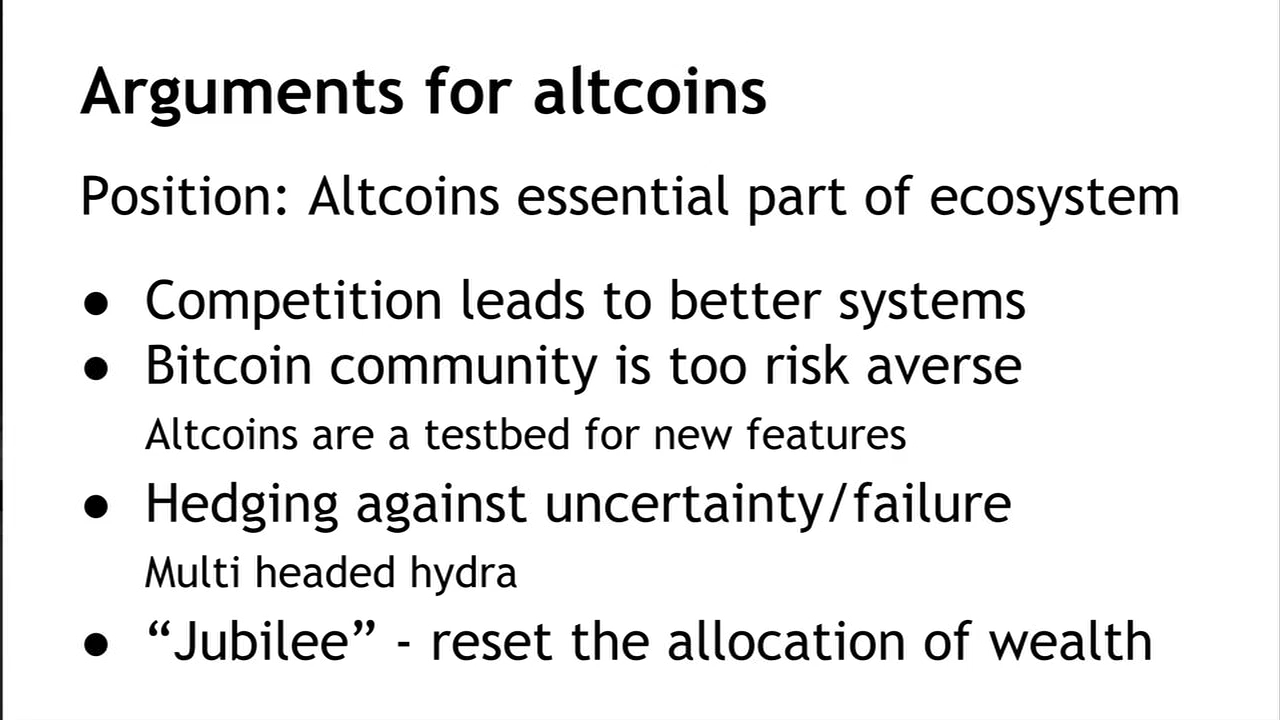 Arguments for altcoins
Position: Altcoins essential part of ecosystem
● Competition leads to better systems
● Bitcoin community is too risk averse
Altcoins are a testbed for new features
● Hedging against uncertainty/failure
Multi headed hydra
● “Jubilee” - reset the allocation of wealth